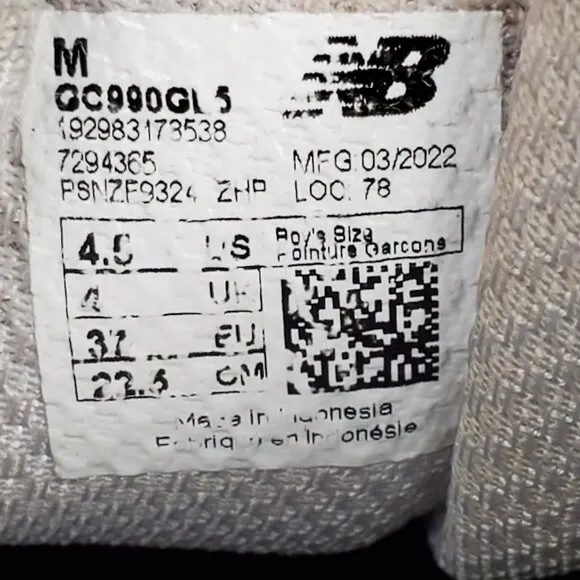 M
NB
GC990GL5
192983173538
7294365
MFG 03/2022
PSNZF9324 ZHP
LOC. 78
4.5 US
Boy's Size
Pointure Garcons
4 UK
37 EU
22.5 CM
Made in Indonesia
Fabriqué en Indonésie